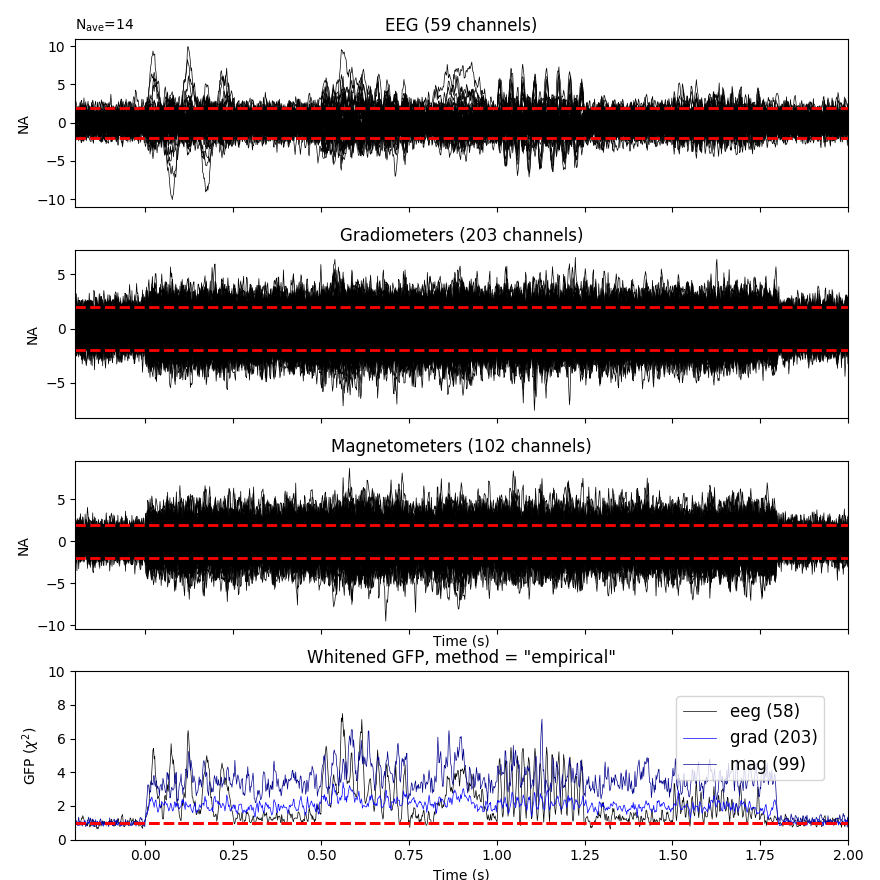 Nave=14
EEG (59 channels)
10
5
0
−5
−10
NA
Gradiometers (203 channels)
5
0
−5
NA
Magnetometers (102 channels)
5
0
−5
−10
NA
Time (s)
Whitened GFP, method = "empirical"
10
8
6
4
2
0
GFP (χ²)
eeg (58)
grad (203)
mag (99)
0.00 0.25 0.50 0.75 1.00 1.25 1.50 1.75 2.00
Time (s)